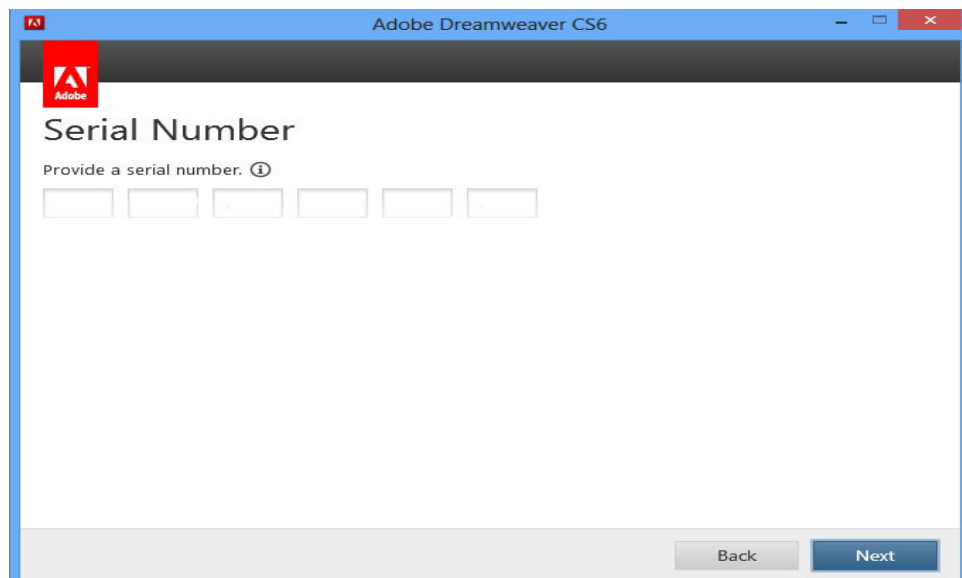 Adobe Dreamweaver CS6
Adobe
Serial Number
Provide a serial number.
Back Next